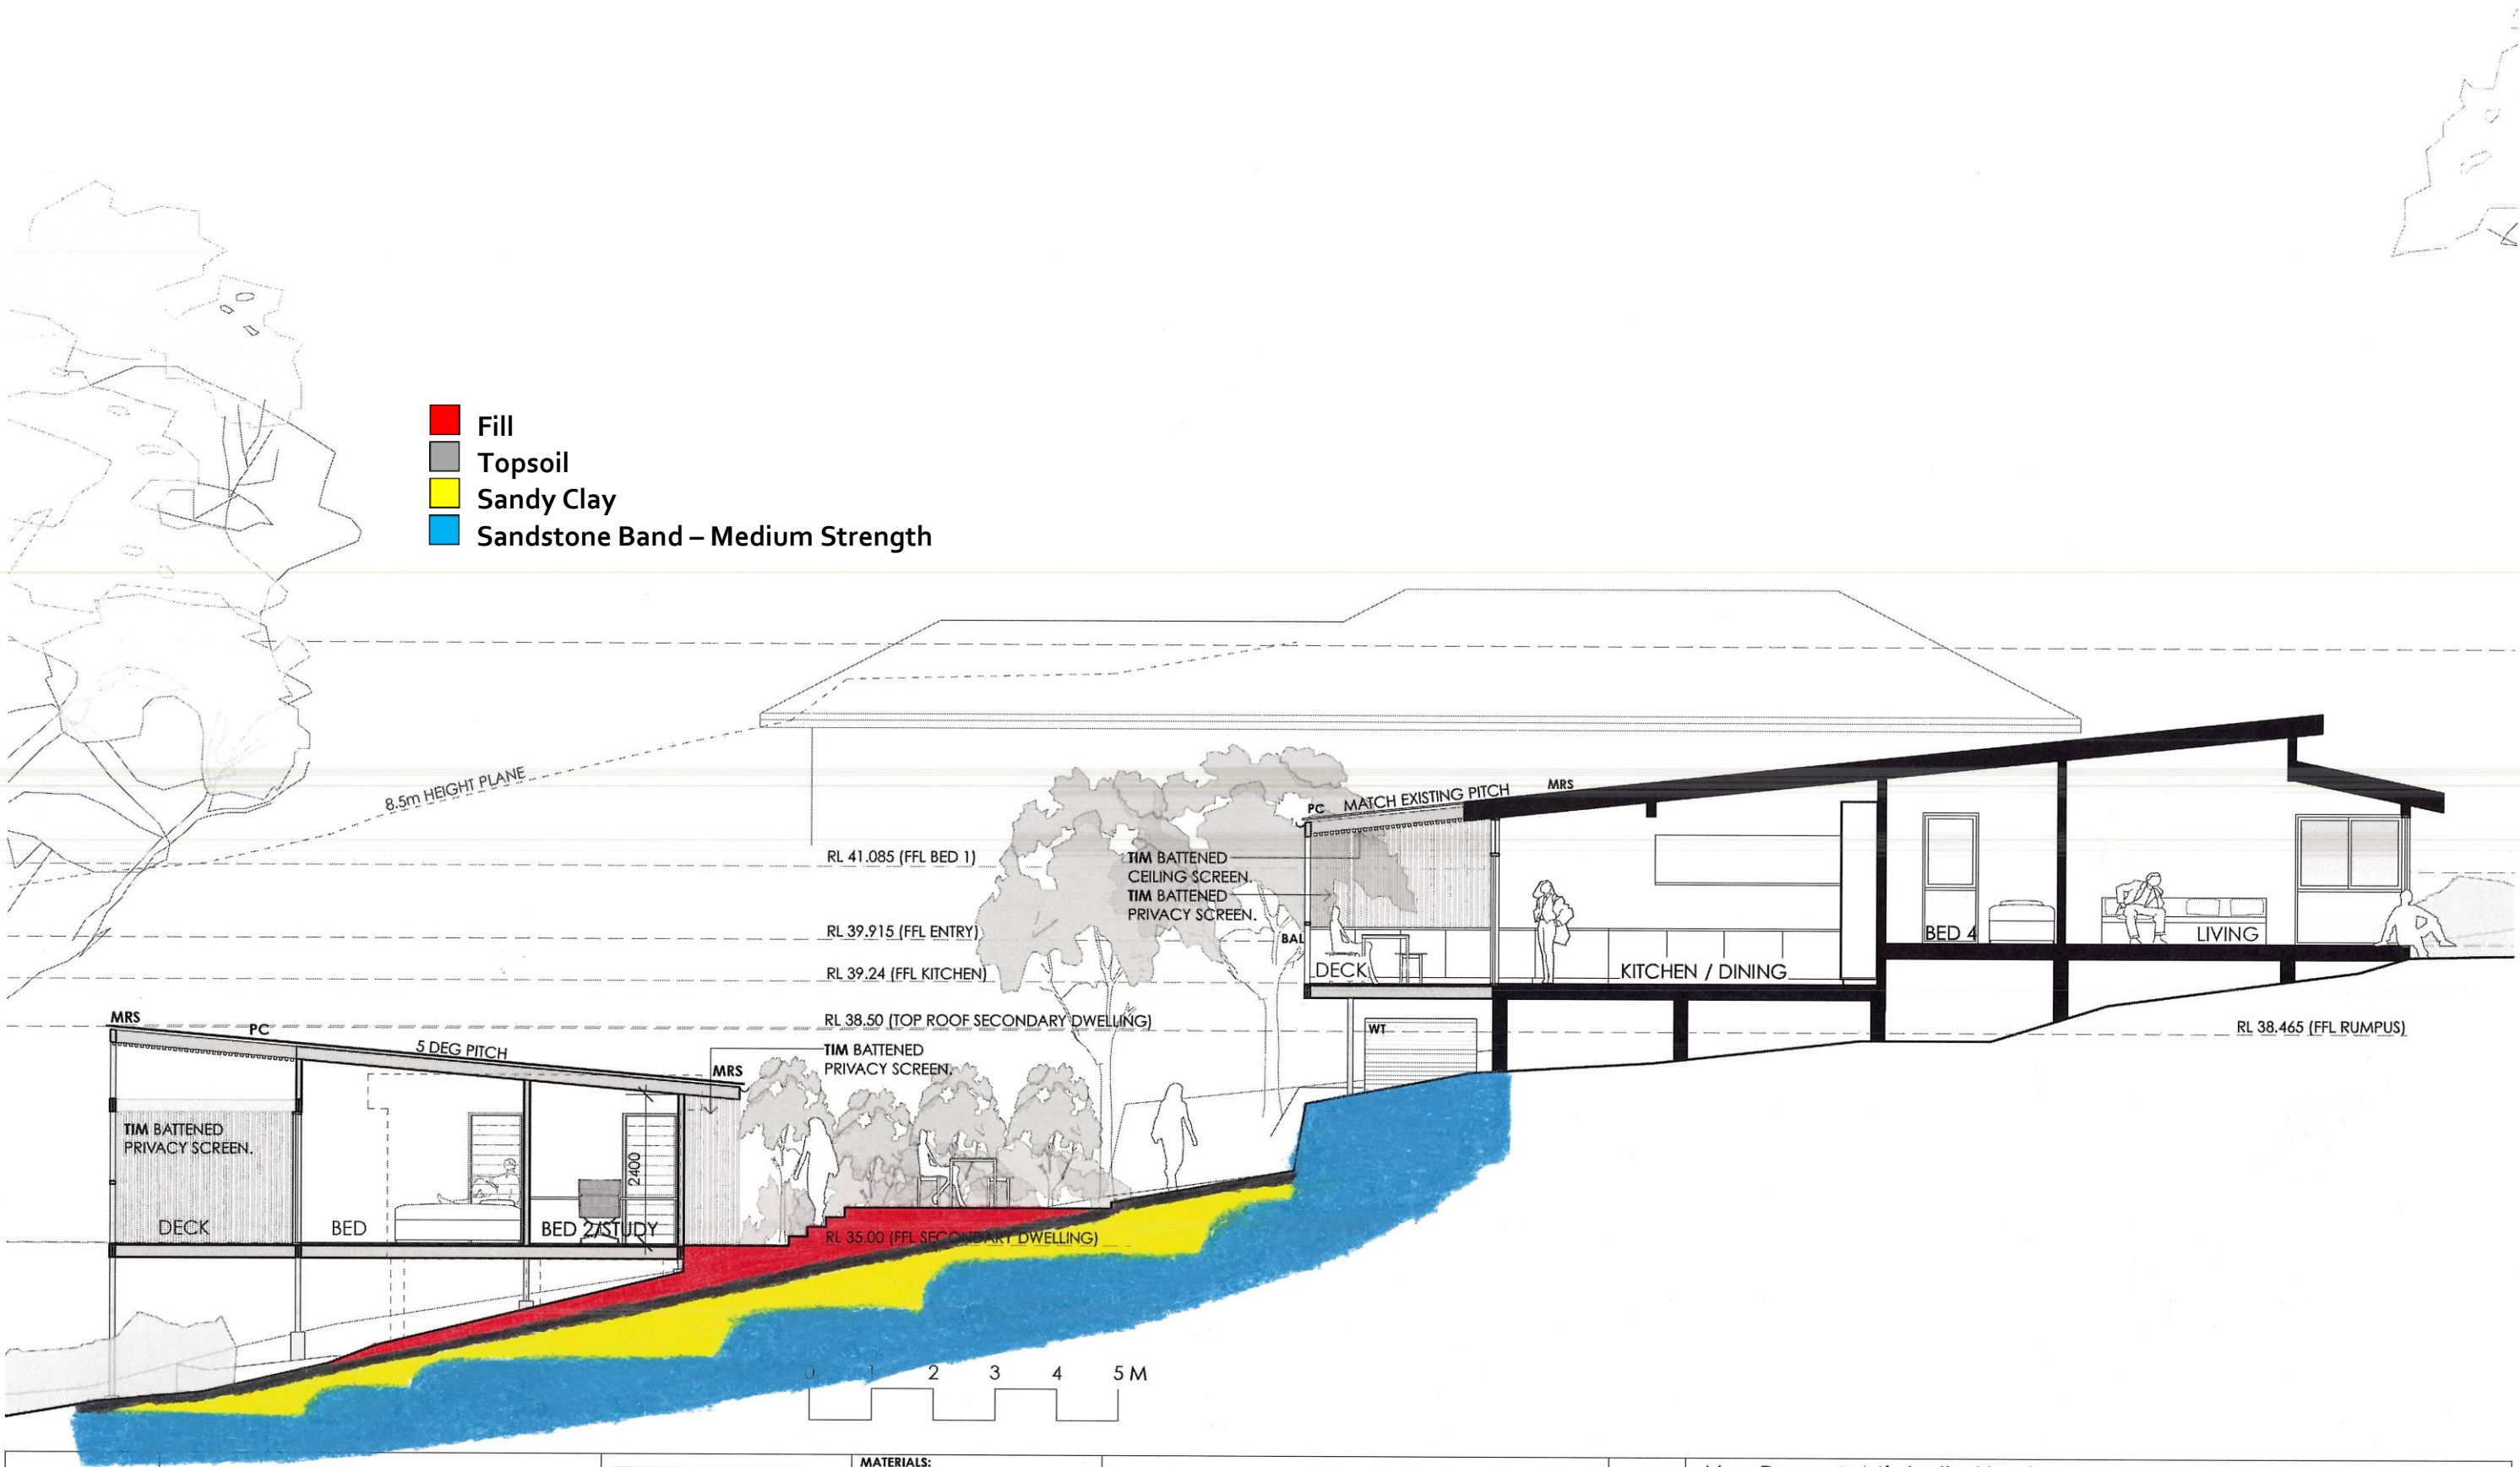 Fill
Topsoil
Sandy Clay
Sandstone Band – Medium Strength
8.5m HEIGHT PLANE
PC
MATCH EXISTING PITCH
MRS
RL 41.085 (FFL BED 1)
TIM BATTENED
CEILING SCREEN.
TIM BATTENED
PRIVACY SCREEN.
RL 39.915 (FFL ENTRY)
BAL
BED 4
LIVING
RL 39.24 (FFL KITCHEN)
DECK
KITCHEN / DINING
MRS
PC
5 DEG PITCH
RL 38.50 (TOP ROOF SECONDARY DWELLING)
WT
RL 38.465 (FFL RUMPUS)
TIM BATTENED
PRIVACY SCREEN.
MRS
TIM BATTENED
PRIVACY SCREEN.
2400
DECK
BED
BED 2/STUDY
RL 35.00 (FFL SECONDARY DWELLING)
0 1 2 3 4 5 M
MATERIALS: